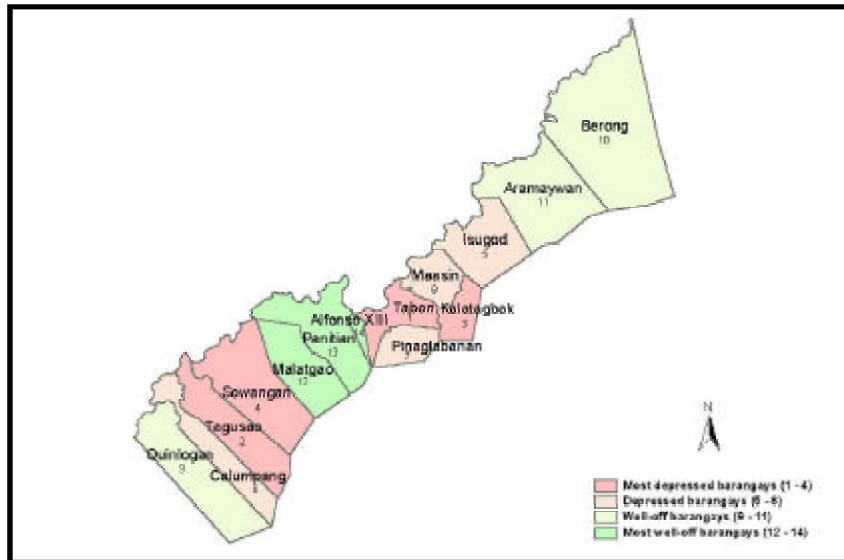 Berong
10
Aramaywan
11
Isugod
5
Maasin
Tabon
Kalatagbak
3
Alfonso XIII
Panitian
13
Pinaglabanan
Malatgao
12
Sowangan
4
Tagusao
2
Quinlogan
9
Calumpang
N
Most depressed barangays (1 - 4)
Depressed barangays (5 - 8)
Well-off barangays (9 - 11)
Most well-off barangays (12 - 14)